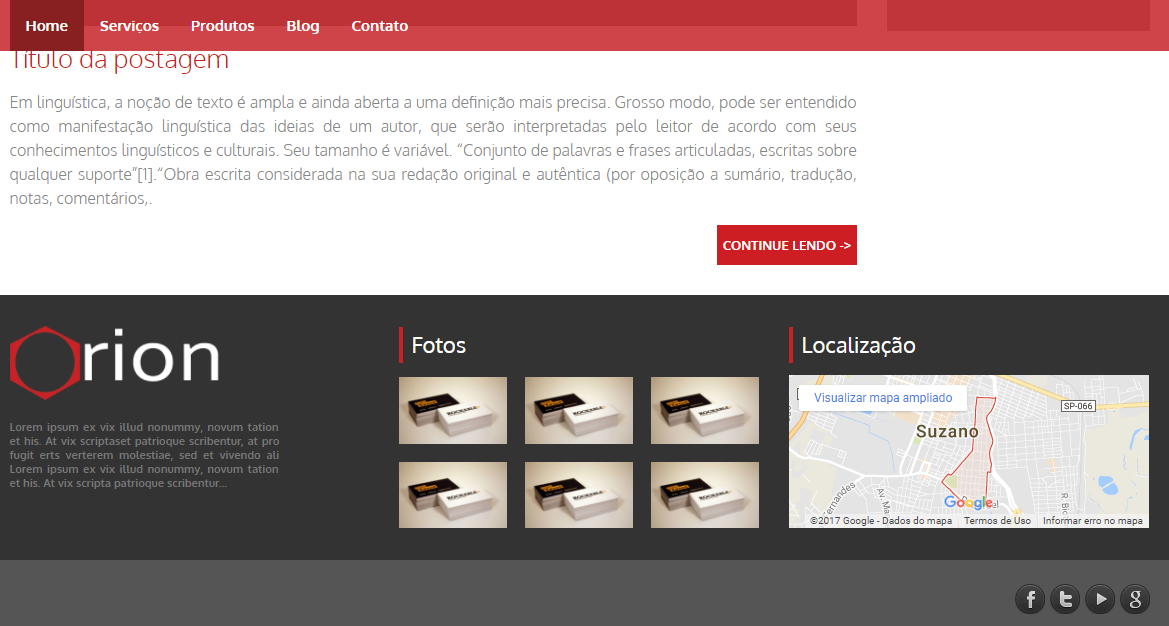 Home Serviços Produtos Blog Contato
Título da postagem
Em linguística, a noção de texto é ampla e ainda aberta a uma definição mais precisa. Grosso modo, pode ser entendido
como manifestação linguística das ideias de um autor, que serão interpretadas pelo leitor de acordo com seus
conhecimentos linguísticos e culturais. Seu tamanho é variável. “Conjunto de palavras e frases articuladas, escritas sobre
qualquer suporte”[1].“Obra escrita considerada na sua redação original e autêntica (por oposição a sumário, tradução,
notas, comentários,.
CONTINUE LENDO ->
Orion
Lorem ipsum ex vix illud nonummy, novum tation
et his. At vix scriptaset patrioque scribentur, at pro
fugit erts verterem molestiae, sed et vivendo ali
Lorem ipsum ex vix illud nonummy, novum tation
et his. At vix scripta patrioque scribentur...
Fotos
Localização
Visualizar mapa ampliado
SP-066
Suzano
Google
©2017 Google - Dados do mapa Termos de Uso Informar erro no mapa